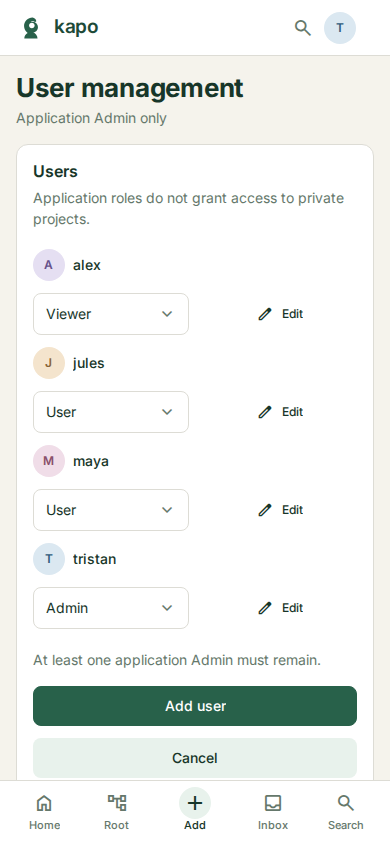 kapo
T
User management
Application Admin only
Users
Application roles do not grant access to private
projects.
A
alex
Viewer
Edit
J
jules
User
Edit
M
maya
User
Edit
T
tristan
Admin
Edit
At least one application Admin must remain.
Add user
Cancel
Home
Root
Add
Inbox
Search